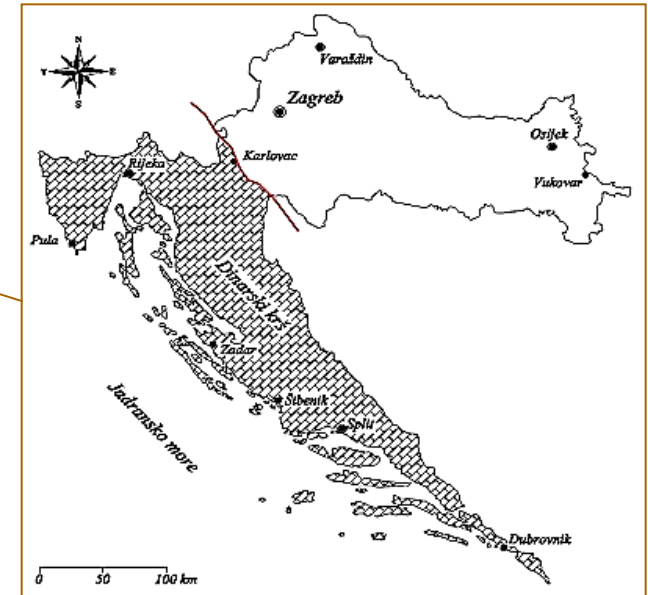 N
Y E
S
Varaždin
Zagreb
Osijek
Karlovac
Rijeka
Vukovar
Pula
Dinarski krš
Zadar
Jadransko more
Šibenik
Split
Dubrovnik
0 50 100 km